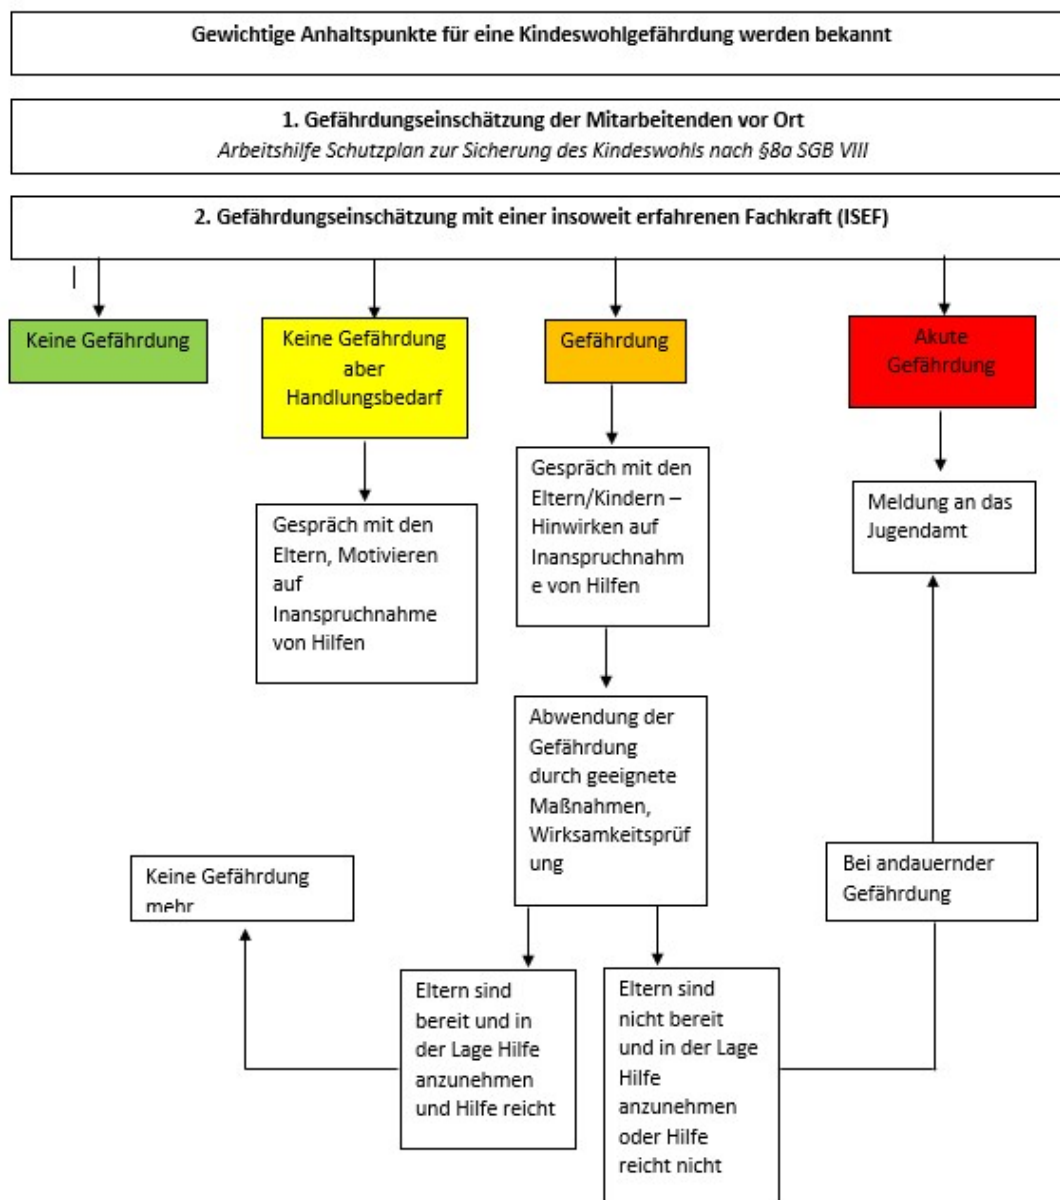 Gewichtige Anhaltspunkte für eine Kindeswohlgefährdung werden bekannt
1. Gefährdungseinschätzung der Mitarbeitenden vor Ort
Arbeitshilfe Schutzplan zur Sicherung des Kindeswohls nach §8a SGB VIII
2. Gefährdungseinschätzung mit einer insoweit erfahrenen Fachkraft (ISEF)
Keine Gefährdung
Keine Gefährdung
aber
Handlungsbedarf
Gefährdung
Akute
Gefährdung
Gespräch mit den
Eltern, Motivieren
auf
Inanspruchnahme
von Hilfen
Gespräch mit den
Eltern/Kindern –
Hinwirken auf
Inanspruchnahm
e von Hilfen
Meldung an das
Jugendamt
Abwendung der
Gefährdung
durch geeignete
Maßnahmen,
Wirksamkeitsprüf
ung
Keine Gefährdung
mehr
Bei andauernder
Gefährdung
Eltern sind
bereit und in
der Lage Hilfe
anzunehmen
und Hilfe reicht
Eltern sind
nicht bereit
und in der Lage
Hilfe
anzunehmen
oder Hilfe
reicht nicht